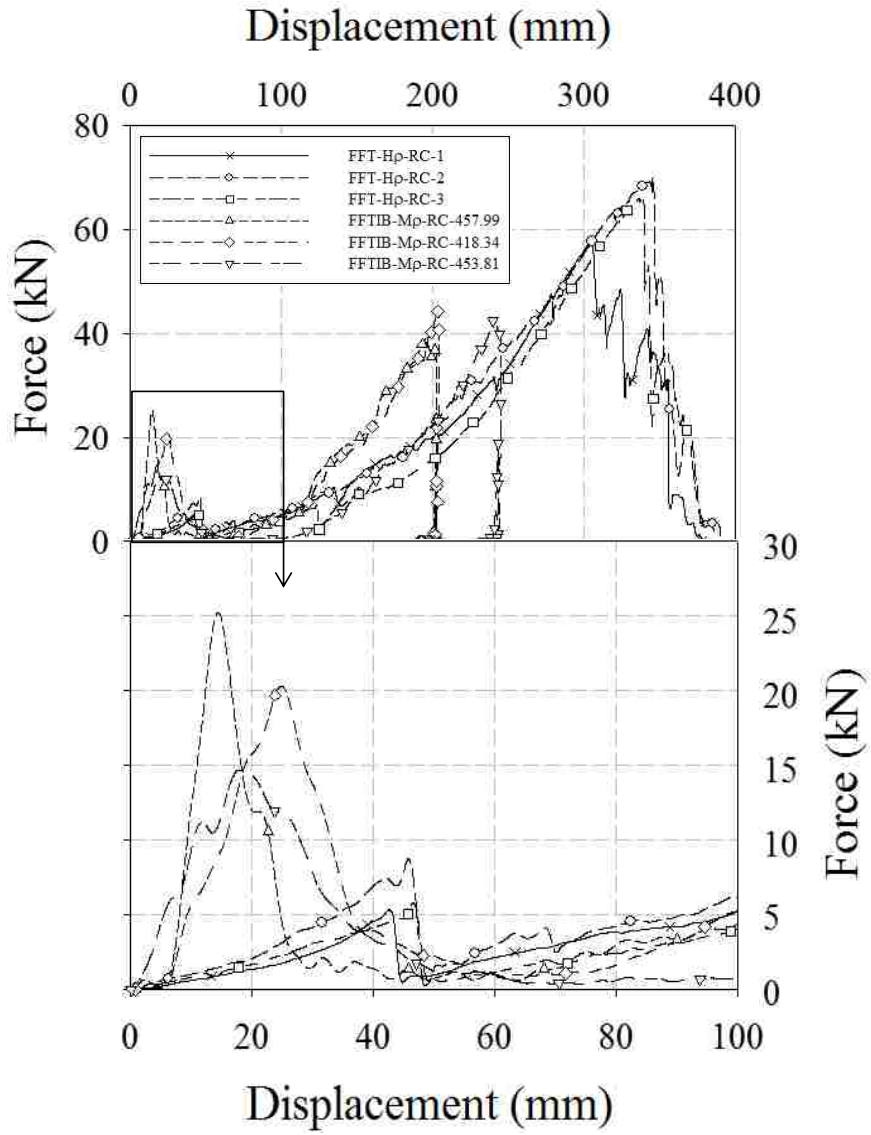 Displacement (mm)
0 100 200 300 400
80
60
40
20
0
Force (kN)
FFT-Hρ-RC-1
FFT-Hρ-RC-2
FFT-Hρ-RC-3
FFTIB-Mρ-RC-457.99
FFTIB-Mρ-RC-418.34
FFTIB-Mρ-RC-453.81
30
25
20
15
10
5
0
Force (kN)
0 20 40 60 80 100
Displacement (mm)